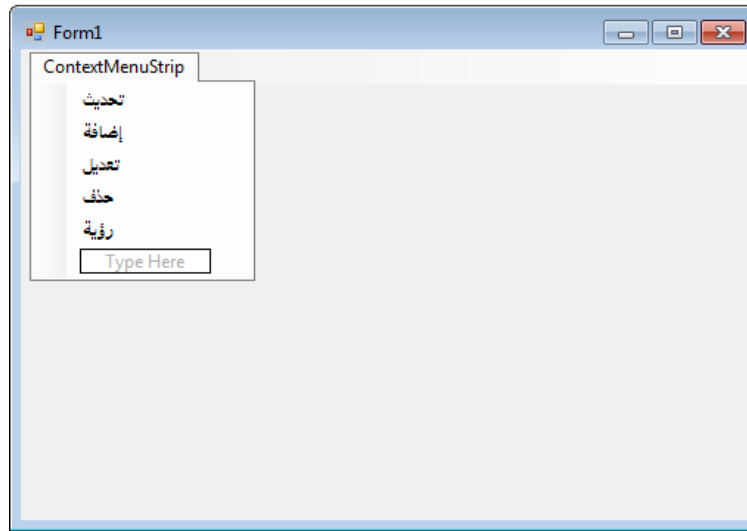 Form1
ContextMenuStrip
تحديث
إضافة
تعديل
حذف
رؤية
Type Here